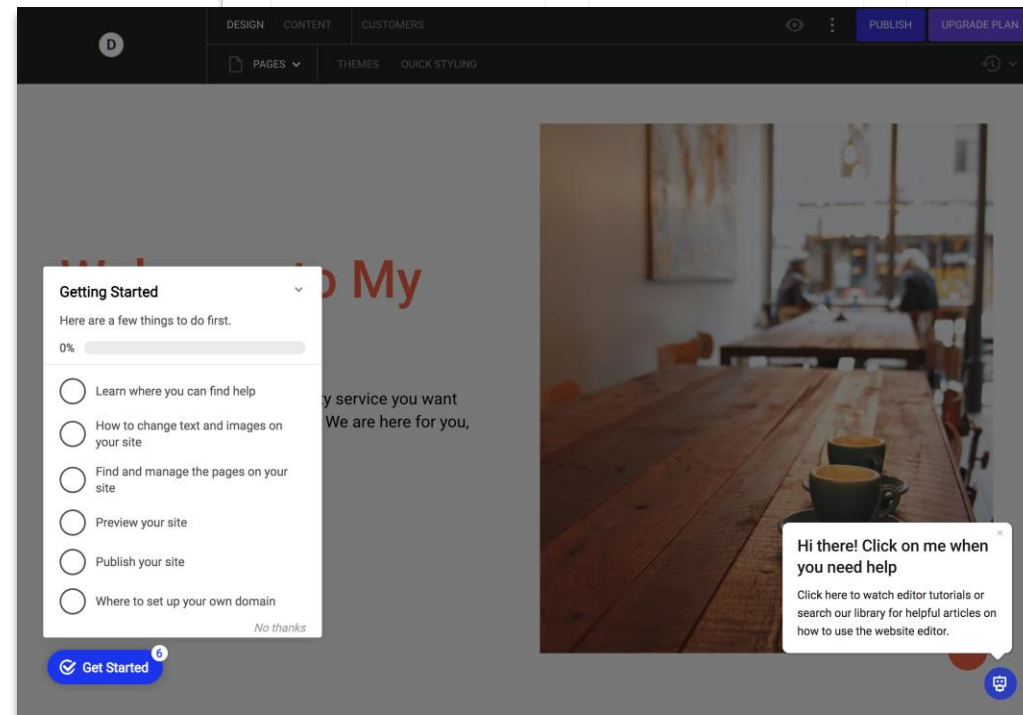 D
DESIGN CONTENT CUSTOMERS
PUBLISH UPGRADE PLAN
PAGES THEMES QUICK STYLING
to My
y service you want
We are here for you,
Getting Started
Here are a few things to do first.
0%
Learn where you can find help
How to change text and images on
your site
Find and manage the pages on your
site
Preview your site
Publish your site
Where to set up your own domain
No thanks
6
Get Started
Hi there! Click on me when
you need help
Click here to watch editor tutorials or
search our library for helpful articles on
how to use the website editor.